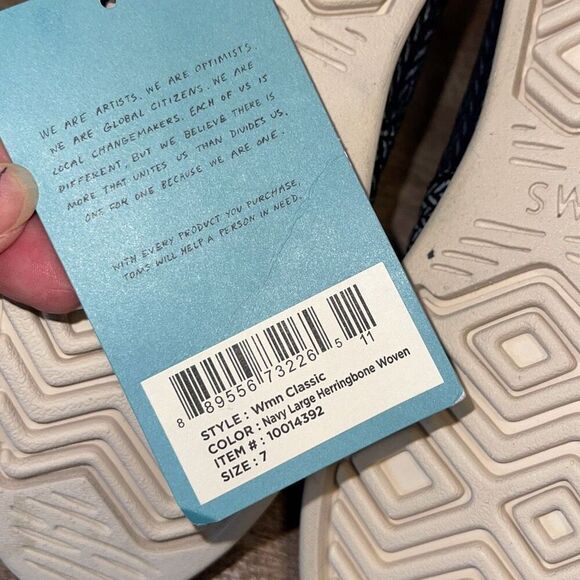 WE ARE ARTISTS. WE ARE OPTIMISTS.
WE ARE GLOBAL CITIZENS. WE ARE
LOCAL CHANGEMAKERS. EACH OF US IS
DIFFERENT, BUT WE BELIEVE THERE IS
MORE THAT UNITES US THAN DIVIDES US.
ONE FOR ONE BECAUSE WE ARE ONE.
WITH EVERY PRODUCT YOU PURCHASE,
TOMS WILL HELP A PERSON IN NEED.
8 89556 73226 5 11
STYLE : Wmn Classic
COLOR : Navy Large Herringbone Woven
ITEM # : 10014392
SIZE : 7
MS